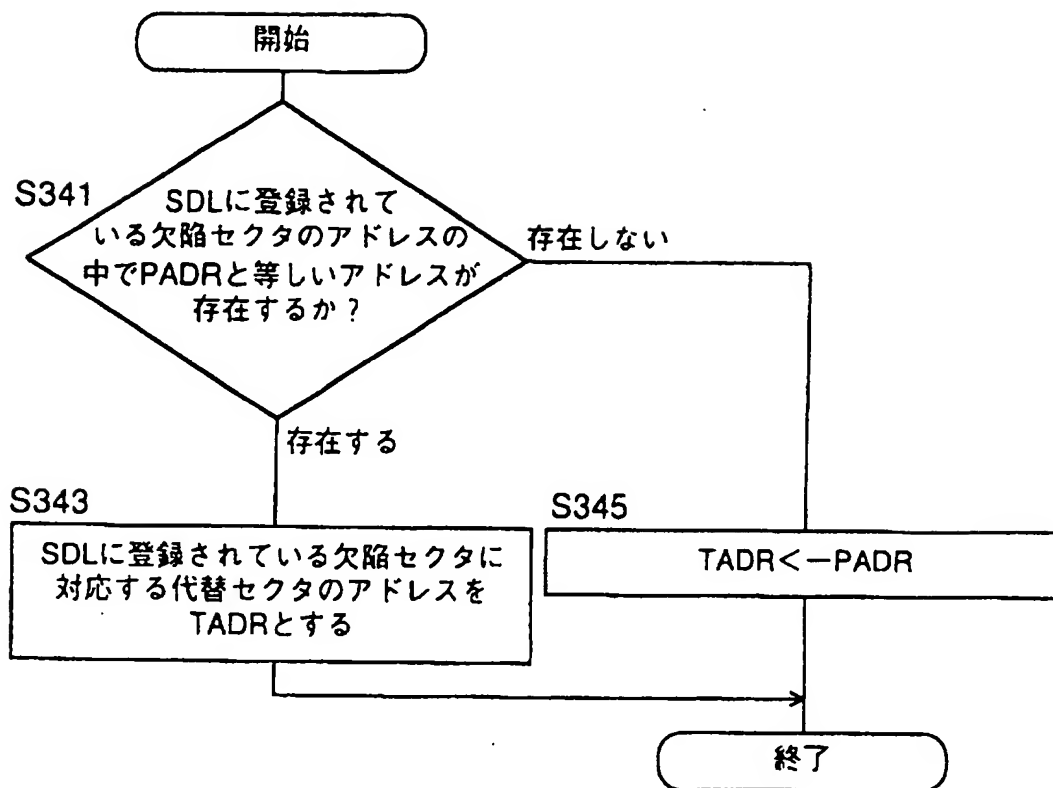 開始
S341
SDLに登録されて
いる欠陥セクタのアドレスの
中でPADRと等しいアドレスが
存在するか？
存在しない
存在する
S343
SDLに登録されている欠陥セクタに
対応する代替セクタのアドレスを
TADRとする
S345
TADR<ーPADR
終了